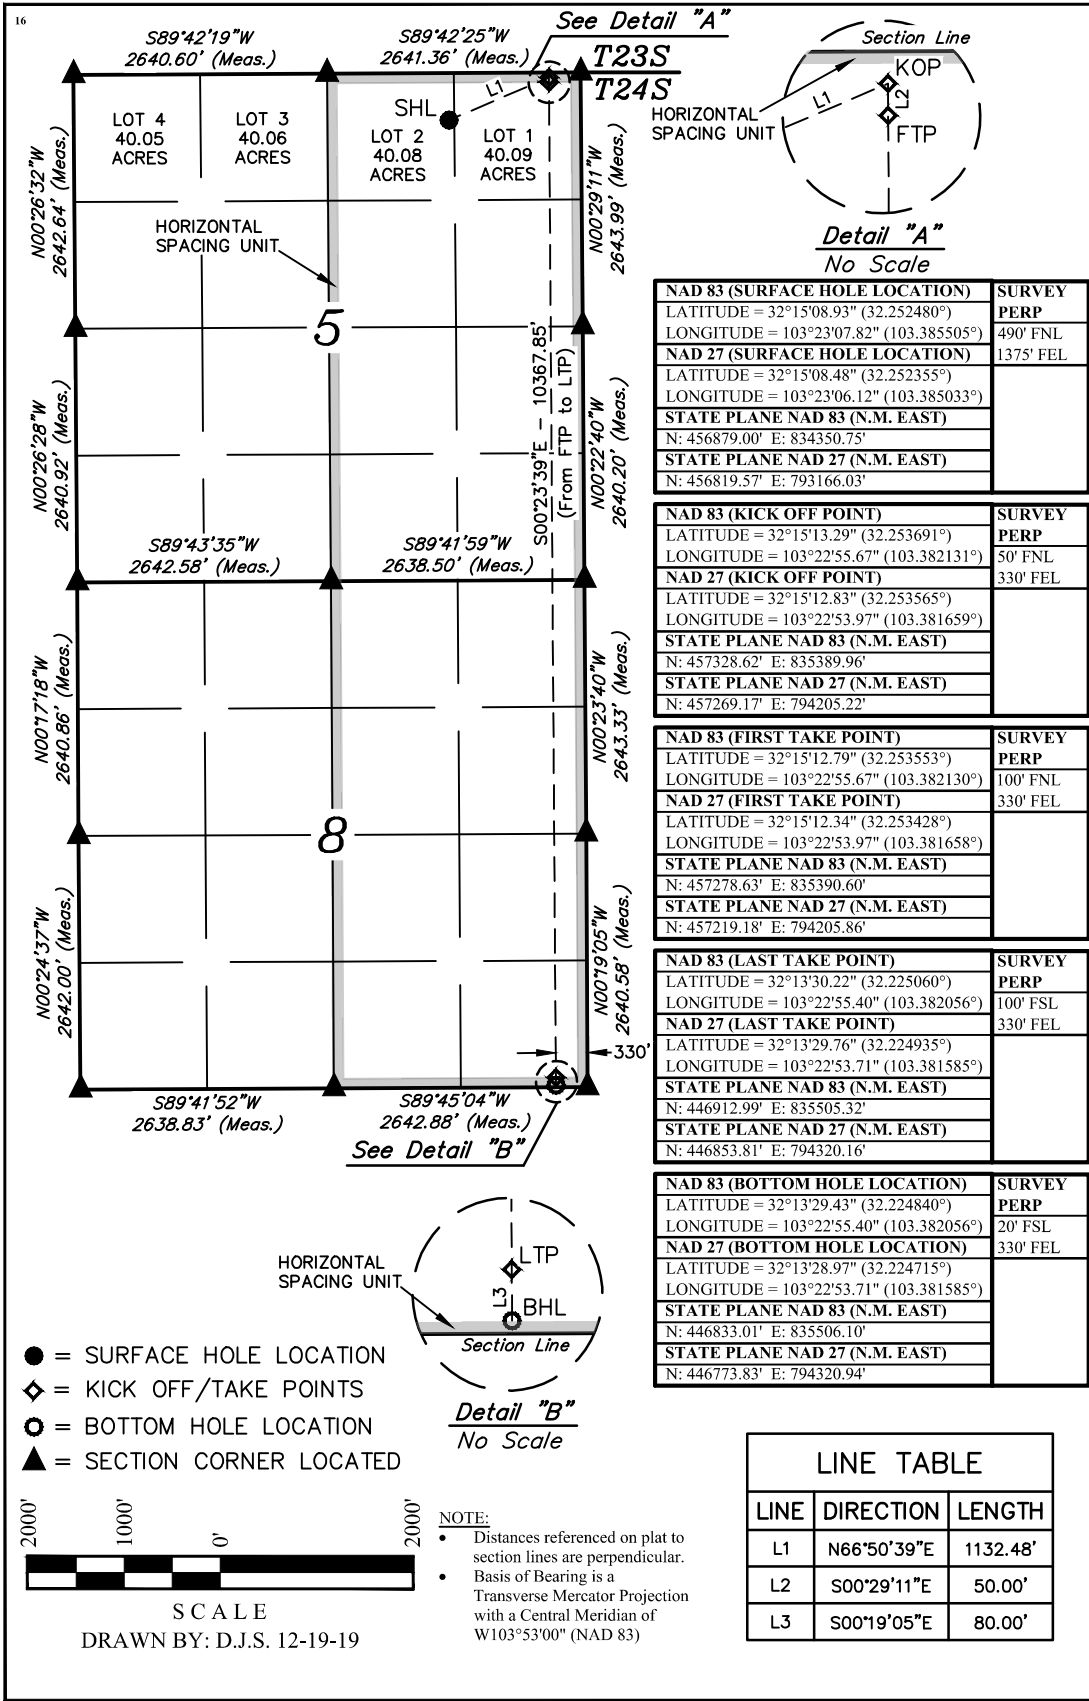 16
See Detail "A"
S89°42'19"W
2640.60' (Meas.)
S89°42'25"W
2641.36' (Meas.)
T23S
T24S
LOT 4
40.05
ACRES
LOT 3
40.06
ACRES
SHL
L1
LOT 2
40.08
ACRES
LOT 1
40.09
ACRES
N00°26'32"W
2642.64' (Meas.)
N00°29'11"W
2643.99' (Meas.)
HORIZONTAL
SPACING UNIT
5
S00°23'39"E - 10367.85'
(From FTP to LTP)
N00°26'28"W
2640.92' (Meas.)
N00°22'40"W
2640.20' (Meas.)
S89°43'35"W
2642.58' (Meas.)
S89°41'59"W
2638.50' (Meas.)
N00°17'18"W
2640.86' (Meas.)
N00°23'40"W
2643.33' (Meas.)
8
N00°24'37"W
2642.00' (Meas.)
N00°19'05"W
2640.58' (Meas.)
330'
S89°41'52"W
2638.83' (Meas.)
S89°45'04"W
2642.88' (Meas.)
See Detail "B"
Section Line
KOP
L1
L2
HORIZONTAL
SPACING UNIT
FTP
Detail "A"
No Scale
NAD 83 (SURFACE HOLE LOCATION) SURVEY
LATITUDE = 32°15'08.93" (32.252480°) PERP
LONGITUDE = 103°23'07.82" (103.385505°) 490' FNL
NAD 27 (SURFACE HOLE LOCATION) 1375' FEL
LATITUDE = 32°15'08.48" (32.252355°)
LONGITUDE = 103°23'06.12" (103.385033°)
STATE PLANE NAD 83 (N.M. EAST)
N: 456879.00' E: 834350.75'
STATE PLANE NAD 27 (N.M. EAST)
N: 456819.57' E: 793166.03'
NAD 83 (KICK OFF POINT) SURVEY
LATITUDE = 32°15'13.29" (32.253691°) PERP
LONGITUDE = 103°22'55.67" (103.382131°) 50' FNL
NAD 27 (KICK OFF POINT) 330' FEL
LATITUDE = 32°15'12.83" (32.253565°)
LONGITUDE = 103°22'53.97" (103.381659°)
STATE PLANE NAD 83 (N.M. EAST)
N: 457328.62' E: 835389.96'
STATE PLANE NAD 27 (N.M. EAST)
N: 457269.17' E: 794205.22'
NAD 83 (FIRST TAKE POINT) SURVEY
LATITUDE = 32°15'12.79" (32.253553°) PERP
LONGITUDE = 103°22'55.67" (103.382130°) 100' FNL
NAD 27 (FIRST TAKE POINT) 330' FEL
LATITUDE = 32°15'12.34" (32.253428°)
LONGITUDE = 103°22'53.97" (103.381658°)
STATE PLANE NAD 83 (N.M. EAST)
N: 457278.63' E: 835390.60'
STATE PLANE NAD 27 (N.M. EAST)
N: 457219.18' E: 794205.86'
NAD 83 (LAST TAKE POINT) SURVEY
LATITUDE = 32°13'30.22" (32.225060°) PERP
LONGITUDE = 103°22'55.40" (103.382056°) 100' FSL
NAD 27 (LAST TAKE POINT) 330' FEL
LATITUDE = 32°13'29.76" (32.224935°)
LONGITUDE = 103°22'53.71" (103.381585°)
STATE PLANE NAD 83 (N.M. EAST)
N: 446912.99' E: 835505.32'
STATE PLANE NAD 27 (N.M. EAST)
N: 446853.81' E: 794320.16'
NAD 83 (BOTTOM HOLE LOCATION) SURVEY
LATITUDE = 32°13'29.43" (32.224840°) PERP
LONGITUDE = 103°22'55.40" (103.382056°) 20' FSL
NAD 27 (BOTTOM HOLE LOCATION) 330' FEL
LATITUDE = 32°13'28.97" (32.224715°)
LONGITUDE = 103°22'53.71" (103.381585°)
STATE PLANE NAD 83 (N.M. EAST)
N: 446833.01' E: 835506.10'
STATE PLANE NAD 27 (N.M. EAST)
N: 446773.83' E: 794320.94'
HORIZONTAL
SPACING UNIT
LTP
L3
BHL
Section Line
Detail "B"
No Scale
= SURFACE HOLE LOCATION
= KICK OFF/TAKE POINTS
= BOTTOM HOLE LOCATION
= SECTION CORNER LOCATED
2000' 1000' 0' 2000'
SCALE
DRAWN BY: D.J.S. 12-19-19
NOTE:
• Distances referenced on plat to
section lines are perpendicular.
• Basis of Bearing is a
Transverse Mercator Projection
with a Central Meridian of
W103°53'00" (NAD 83)
LINE TABLE
LINE DIRECTION LENGTH
L1 N66°50'39"E 1132.48'
L2 S00°29'11"E 50.00'
L3 S00°19'05"E 80.00'